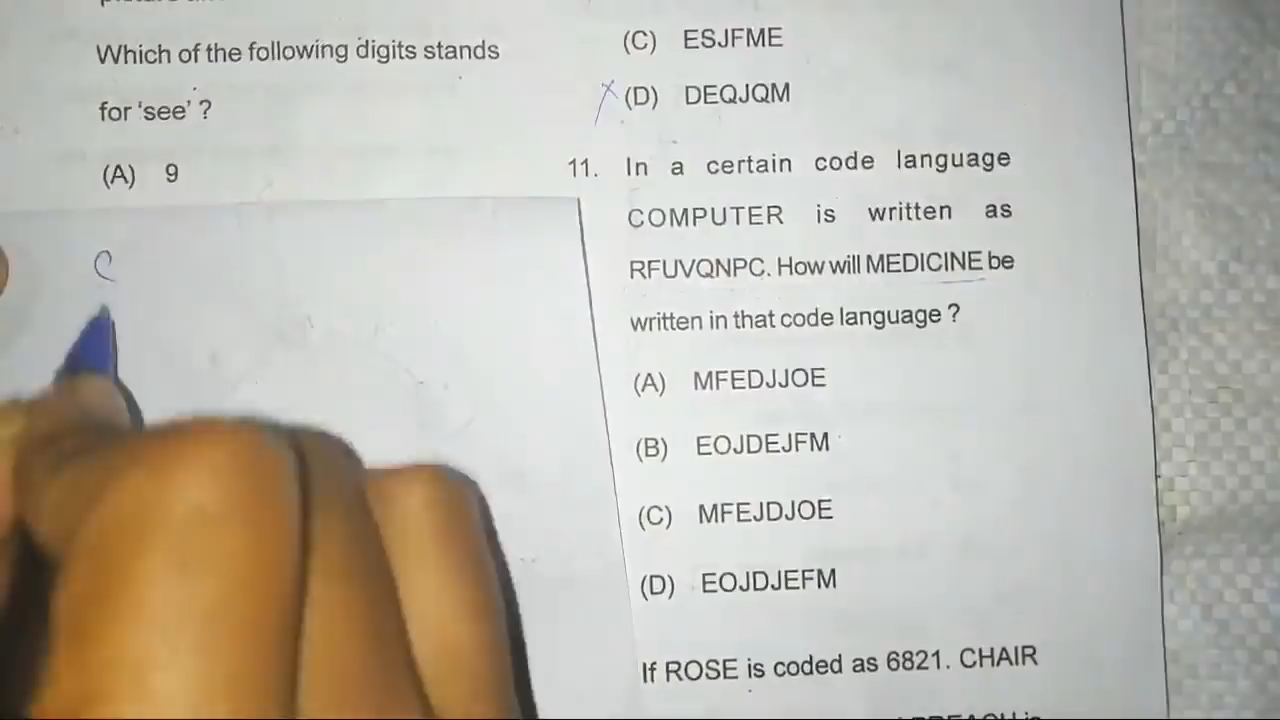 Which of the following digits stands
for 'see' ?
(A) 9
C
(C) ESJFME
(D) DEQJQM
11. In a certain code language
COMPUTER is written as
RFUVQNPC. How will MEDICINE be
written in that code language ?
(A) MFEDJJOE
(B) EOJDEJFM
(C) MFEJDJOE
(D) EOJDJEFM
If ROSE is coded as 6821. CHAIR